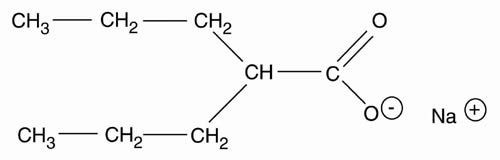 CH₃ CH₂ CH₂ O
CH C
O - Na +
CH₃ CH₂ CH₂